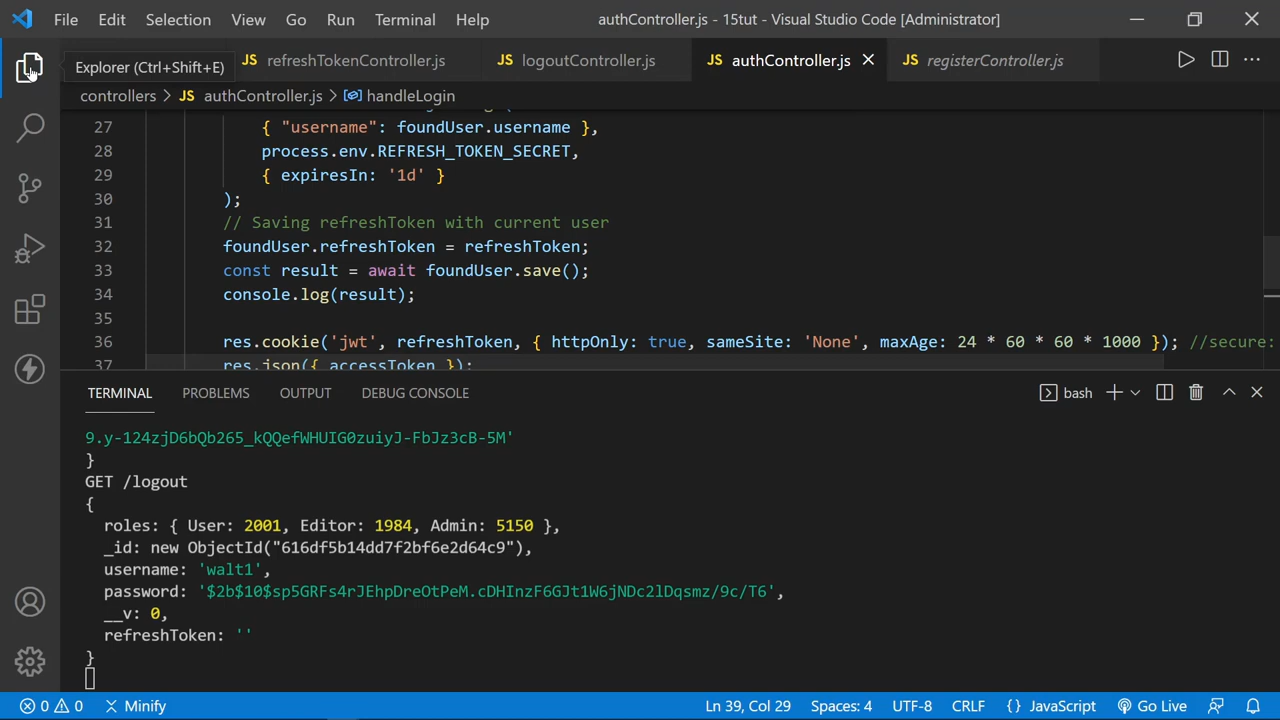 File Edit Selection View Go Run Terminal Help authController.js - 15tut - Visual Studio Code [Administrator]
Explorer (Ctrl+Shift+E) JS refreshTokenController.js JS logoutController.js JS authController.js JS registerController.js
controllers > JS authController.js > handleLogin
27 { "username": foundUser.username },
28 process.env.REFRESH_TOKEN_SECRET,
29 { expiresIn: '1d' }
30 );
31 // Saving refreshToken with current user
32 foundUser.refreshToken = refreshToken;
33 const result = await foundUser.save();
34 console.log(result);
35
36 res.cookie('jwt', refreshToken, { httpOnly: true, sameSite: 'None', maxAge: 24 * 60 * 60 * 1000 }); //secure:
37 res.json({ accessToken });
TERMINAL PROBLEMS OUTPUT DEBUG CONSOLE bash
9.y-124zjD6bQb265_kQQefWHUIG0zuiyJ-FbJz3cB-5M'
}
GET /logout
{
roles: { User: 2001, Editor: 1984, Admin: 5150 },
_id: new ObjectId("616df5b14dd7f2bf6e2d64c9"),
username: 'walt1',
password: '$2b$10$sp5GRFs4rJEhpDreOtPeM.cDHInzF6GJt1W6jNDc2lDqsmz/9c/T6',
__v: 0,
refreshToken: ''
}
0 0 Minify Ln 39, Col 29 Spaces: 4 UTF-8 CRLF {} JavaScript Go Live